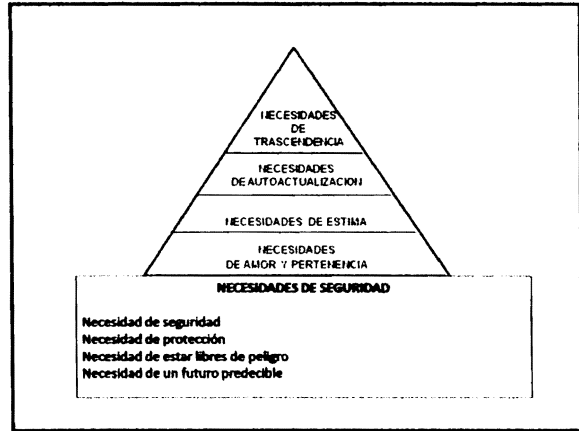 NECESIDADES
DE
TRASCENDENCIA
NECESIDADES
DE AUTOACTUALIZACION
NECESIDADES DE ESTIMA
NECESIDADES
DE AMOR Y PERTENENCIA
NECESIDADES DE SEGURIDAD
Necesidad de seguridad
Necesidad de protección
Necesidad de estar libres de peligro
Necesidad de un futuro predecible